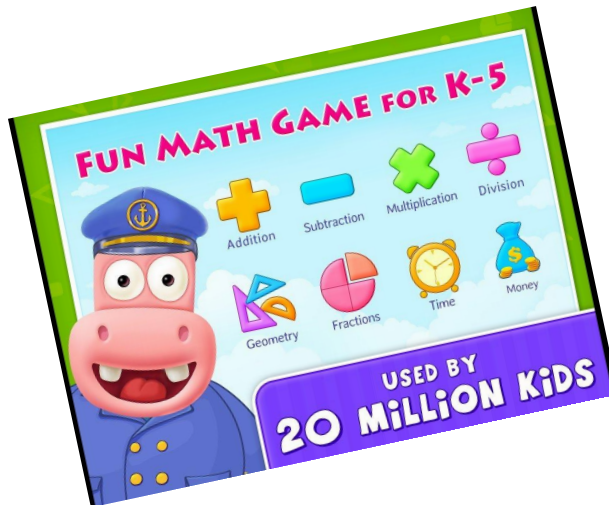 FUN MATH GAME FOR K-5
Addition
Subtraction
Multiplication
Division
Geometry
Fractions
Time
$
Money
USED BY
20 MiLLiON KiDS